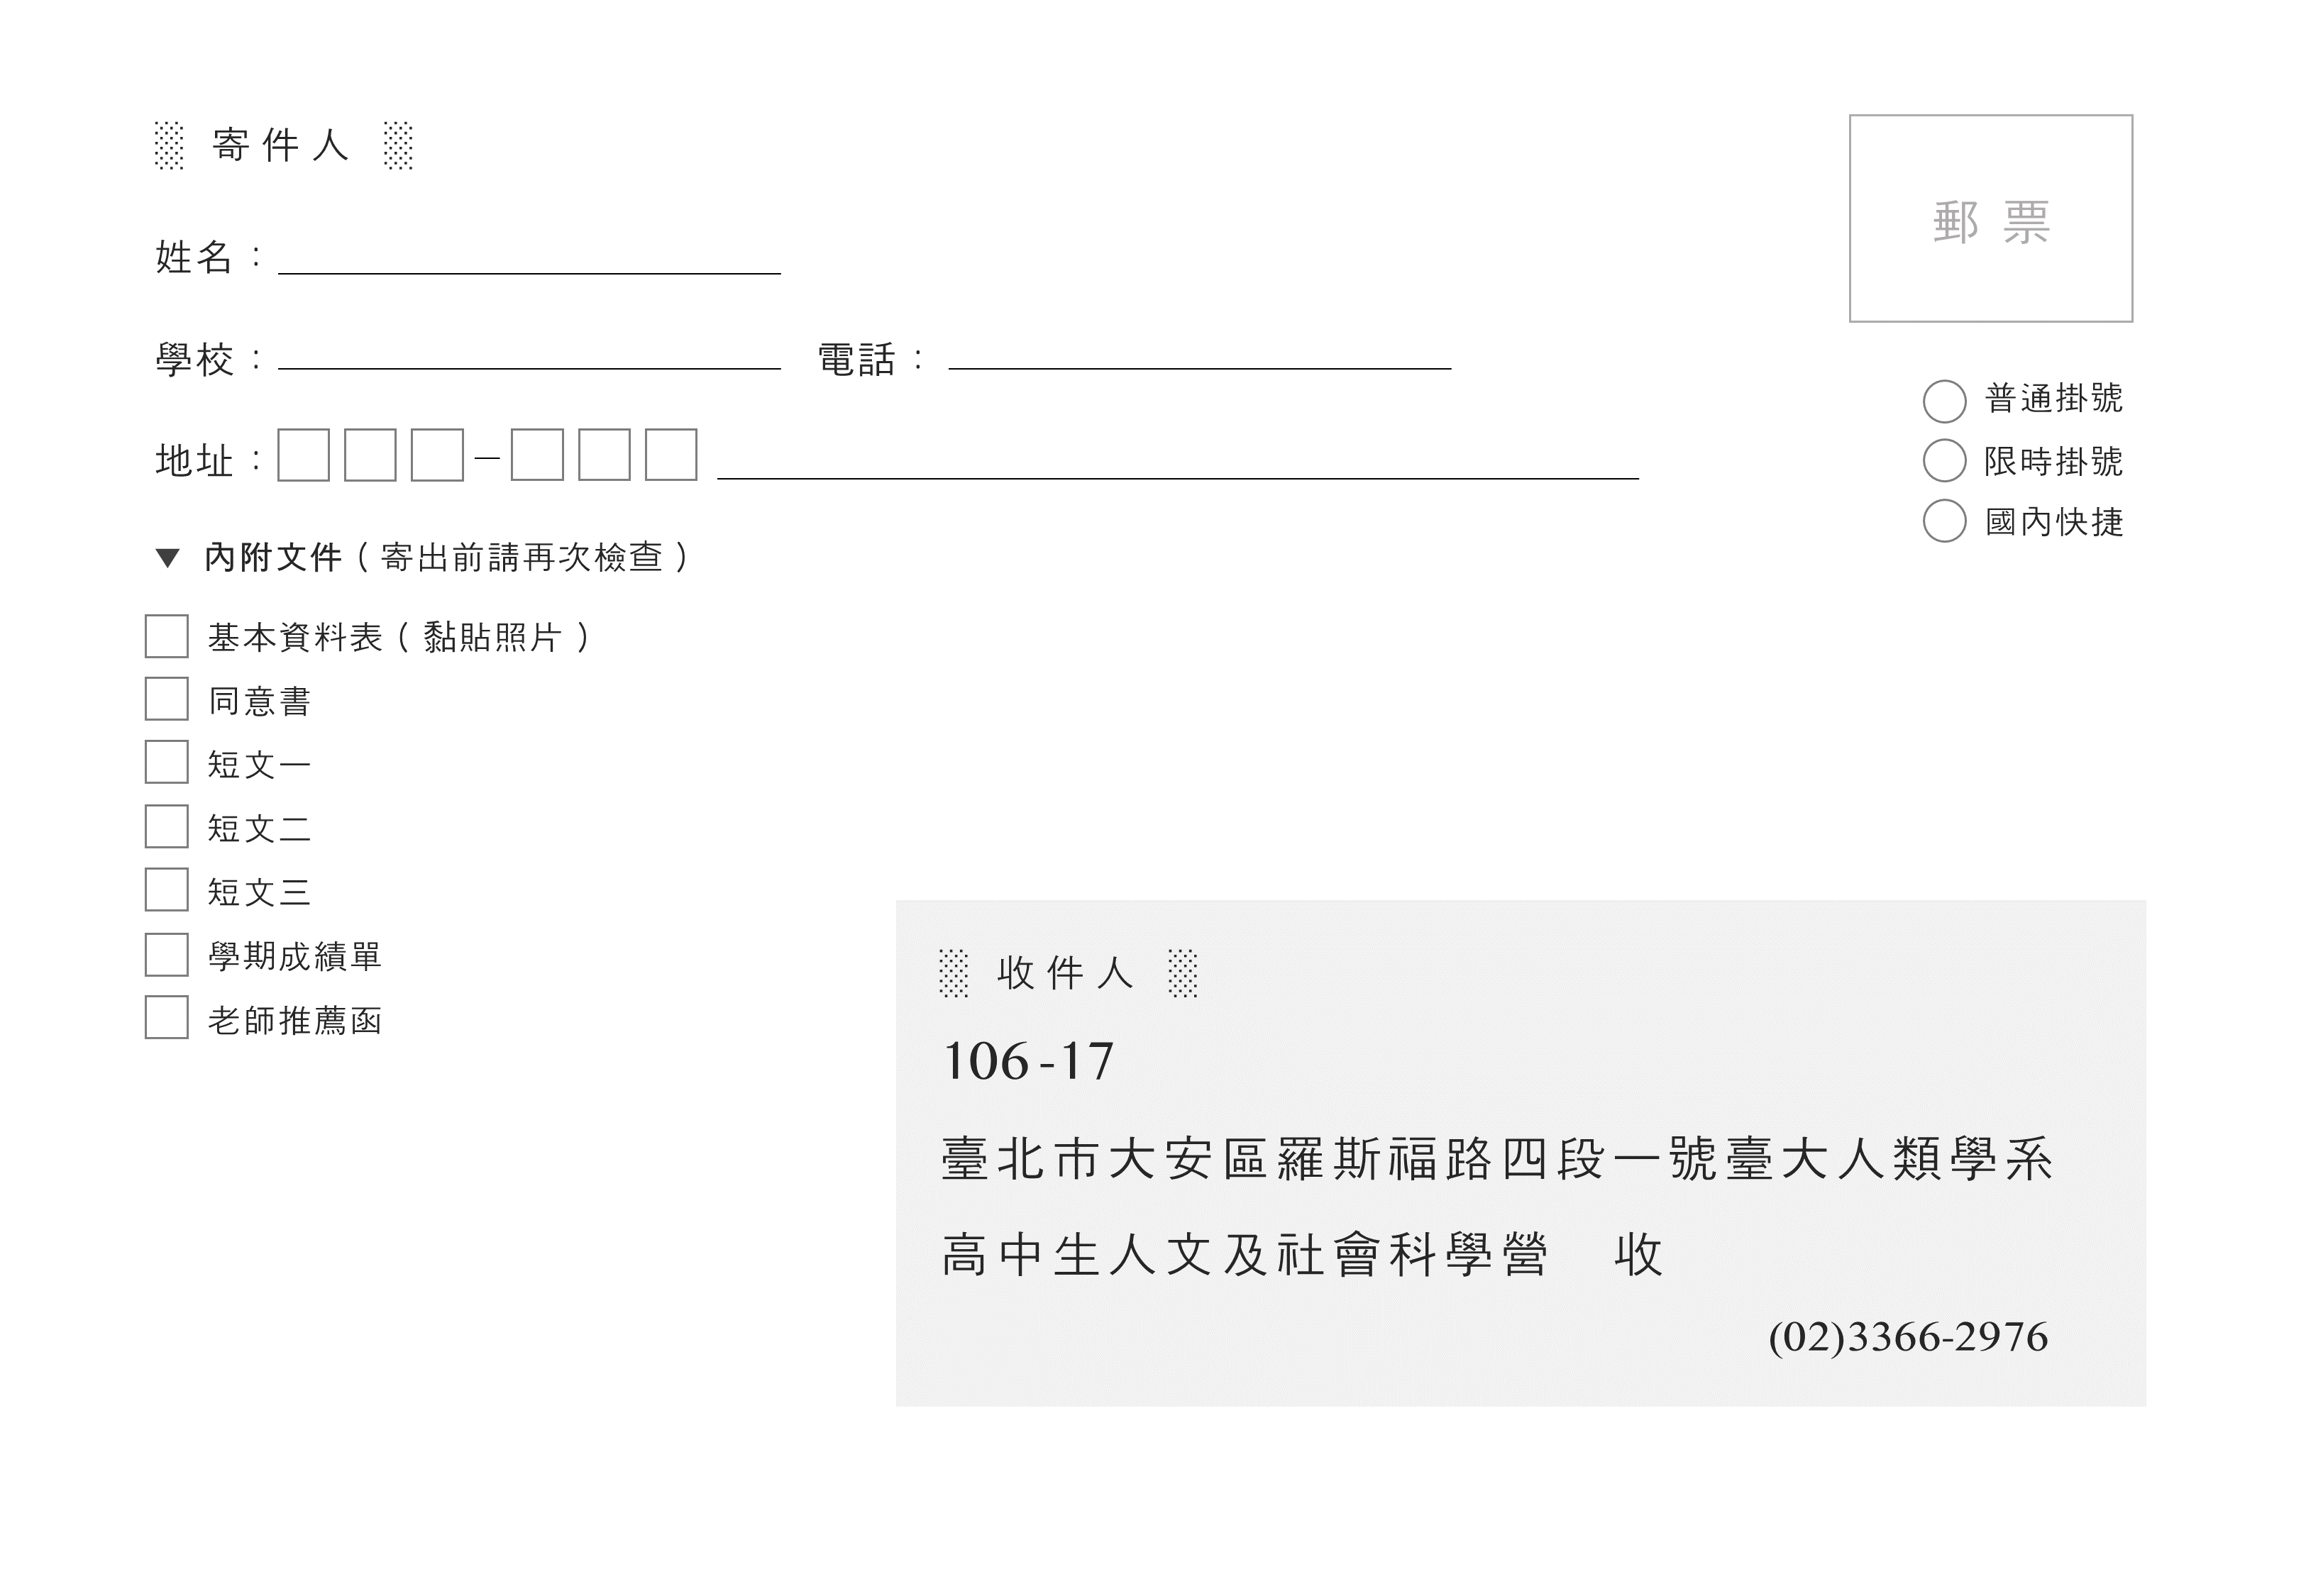 寄件人
郵票
姓名：
學校：
電話：
地址：
—
普通掛號
限時掛號
國內快捷
▼ 內附文件（寄出前請再次檢查）
基本資料表（黏貼照片）
同意書
短文一
短文二
短文三
學期成績單
老師推薦函
收件人
106-17
臺北市大安區羅斯福路四段一號臺大人類學系
高中生人文及社會科學營　收
(02)3366-2976